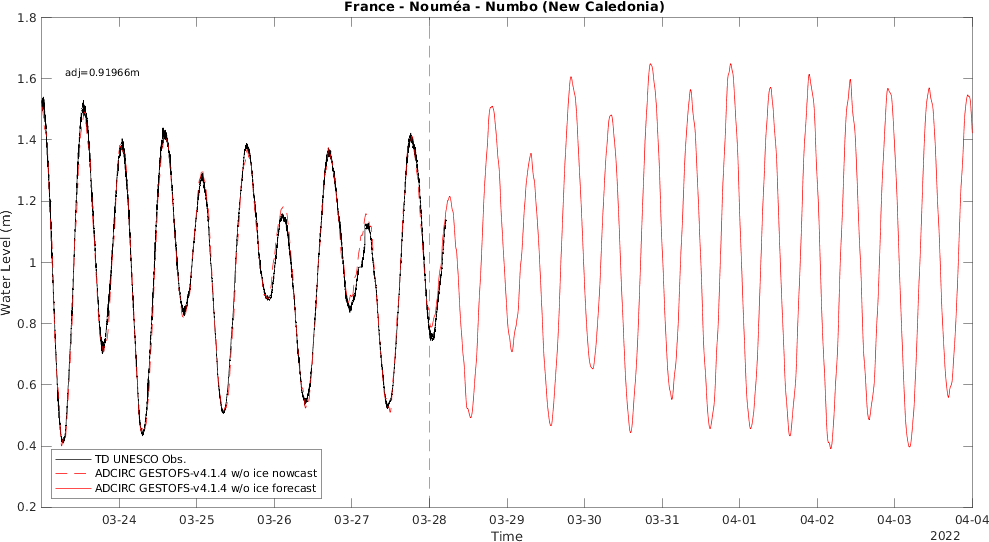 France - Nouméa - Numbo (New Caledonia)
1.8
1.6
1.4
1.2
1
0.8
0.6
0.4
0.2
Water Level (m)
adj=0.91966m
TD UNESCO Obs.
ADCIRC GESTOFS-v4.1.4 w/o ice nowcast
ADCIRC GESTOFS-v4.1.4 w/o ice forecast
03-24 03-25 03-26 03-27 03-28 03-29 03-30 03-31 04-01 04-02 04-03 04-04
Time
2022